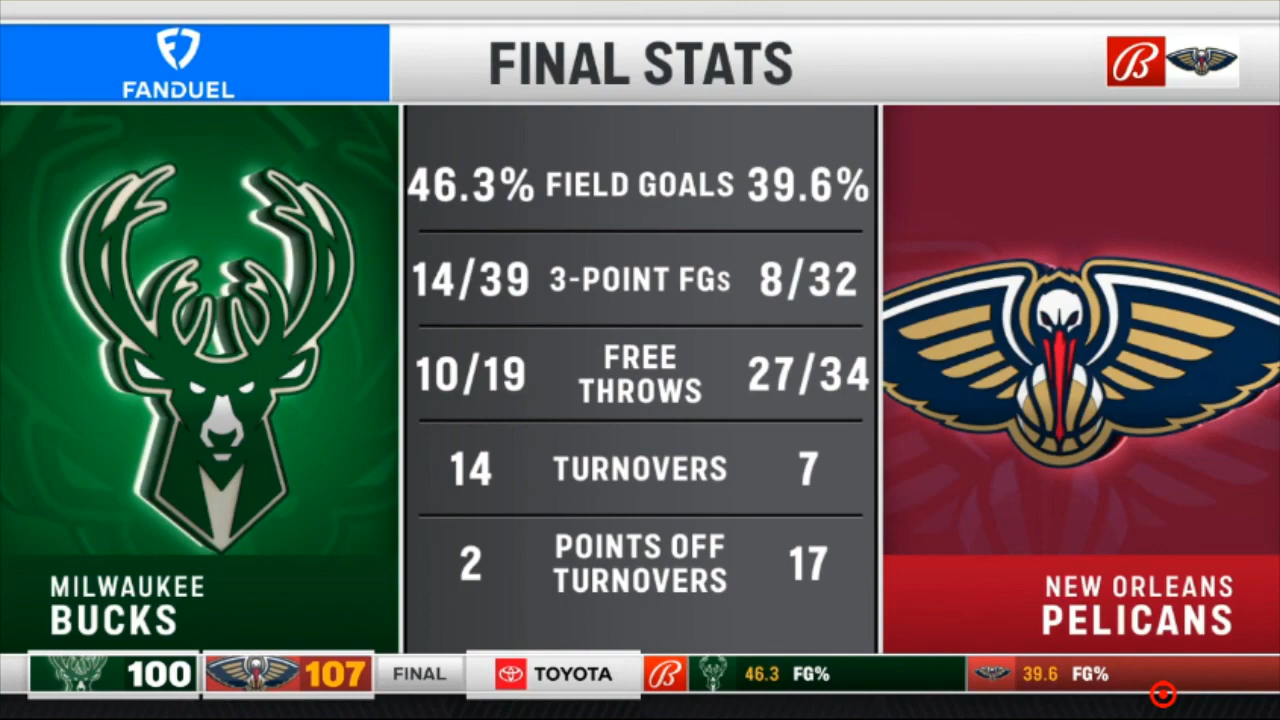 FANDUEL
FINAL STATS
B
46.3% FIELD GOALS 39.6%
14/39 3-POINT FGs 8/32
10/19 FREE THROWS 27/34
14 TURNOVERS 7
2 POINTS OFF TURNOVERS 17
MILWAUKEE
BUCKS
NEW ORLEANS
PELICANS
100 107 FINAL TOYOTA B 46.3 FG% 39.6 FG%